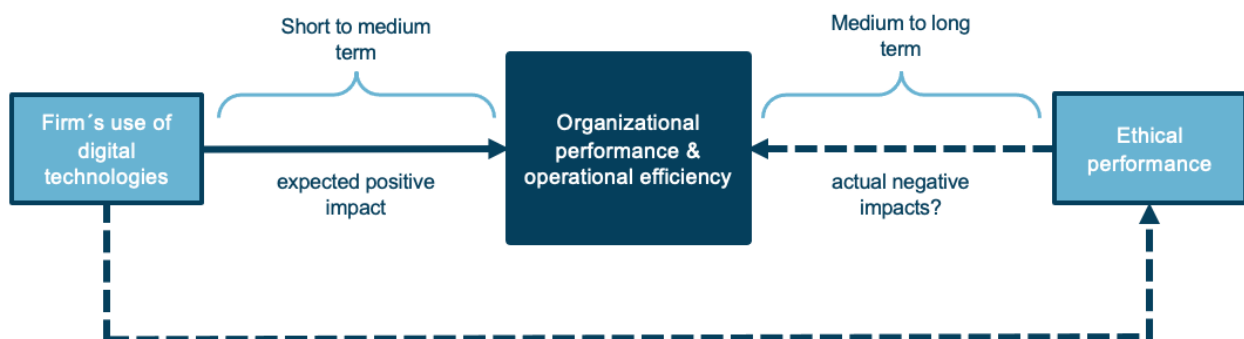 Short to medium
term
Medium to long
term
Firm´s use of
digital
technologies
Organizational
performance &
operational efficiency
Ethical
performance
expected positive
impact
actual negative
impacts?